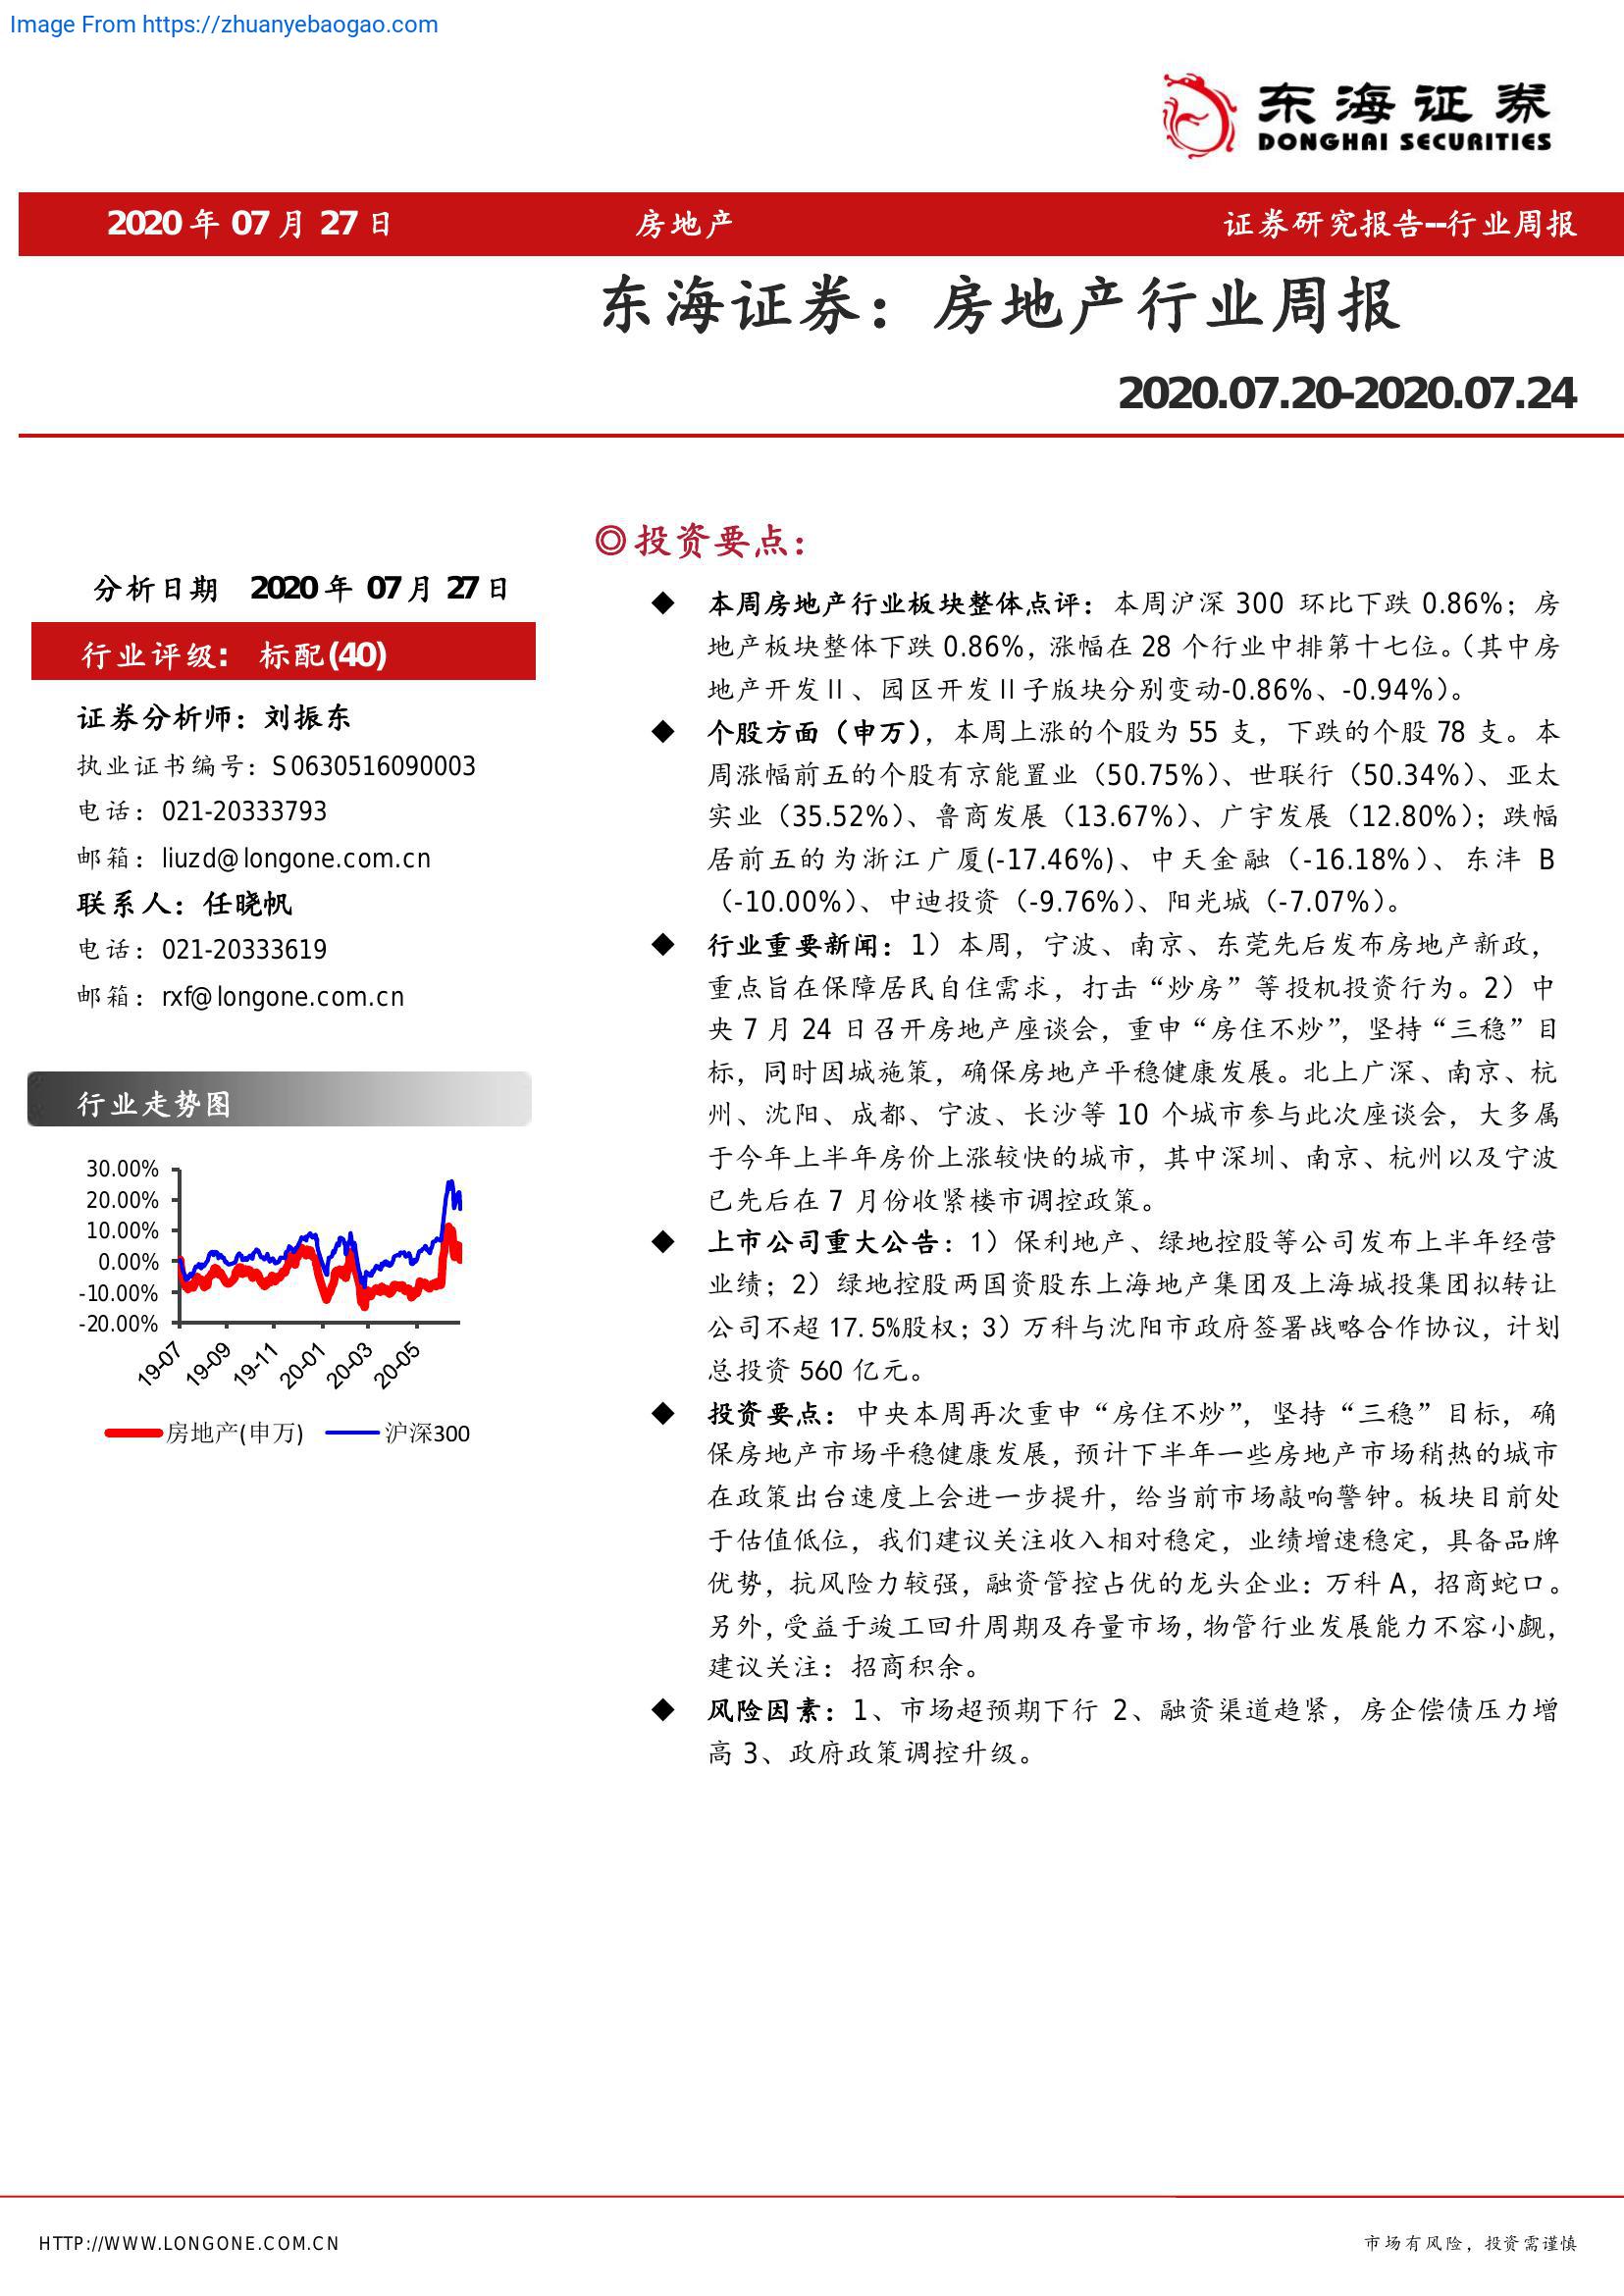 Image From https://zhuanyebaogao.com
东海证券
DONGHAI SECURITIES
2020 年 07 月 27 日 房地产 证券研究报告--行业周报
东海证券：房地产行业周报
2020.07.20-2020.07.24
分析日期 2020 年 07 月 27 日
行业评级： 标配(40)
证券分析师：刘振东
执业证书编号：S0630516090003
电话：021-20333793
邮箱：liuzd@longone.com.cn
联系人：任晓帆
电话：021-20333619
邮箱：rxf@longone.com.cn
行业走势图
30.00%
20.00%
10.00%
0.00%
-10.00%
-20.00%
19-07 19-09 19-11 20-01 20-03 20-05
房地产(申万) 沪深300
◎投资要点：
◆ 本周房地产行业板块整体点评：本周沪深 300 环比下跌 0.86%；房
地产板块整体下跌 0.86%，涨幅在 28 个行业中排第十七位。（其中房
地产开发Ⅱ、园区开发Ⅱ子版块分别变动-0.86%、-0.94%）。
◆ 个股方面（申万），本周上涨的个股为 55 支，下跌的个股 78 支。本
周涨幅前五的个股有京能置业（50.75%）、世联行（50.34%）、亚太
实业（35.52%）、鲁商发展（13.67%）、广宇发展（12.80%）；跌幅
居前五的为浙江广厦(-17.46%)、中天金融（-16.18%）、东沣 B
（-10.00%）、中迪投资（-9.76%）、阳光城（-7.07%）。
◆ 行业重要新闻：1）本周，宁波、南京、东莞先后发布房地产新政，
重点旨在保障居民自住需求，打击“炒房”等投机投资行为。2）中
央 7 月 24 日召开房地产座谈会，重申“房住不炒”，坚持“三稳”目
标，同时因城施策，确保房地产平稳健康发展。北上广深、南京、杭
州、沈阳、成都、宁波、长沙等 10 个城市参与此次座谈会，大多属
于今年上半年房价上涨较快的城市，其中深圳、南京、杭州以及宁波
已先后在 7 月份收紧楼市调控政策。
◆ 上市公司重大公告：1）保利地产、绿地控股等公司发布上半年经营
业绩；2）绿地控股两国资股东上海地产集团及上海城投集团拟转让
公司不超 17.5%股权；3）万科与沈阳市政府签署战略合作协议，计划
总投资 560 亿元。
◆ 投资要点：中央本周再次重申“房住不炒”，坚持“三稳”目标，确
保房地产市场平稳健康发展，预计下半年一些房地产市场稍热的城市
在政策出台速度上会进一步提升，给当前市场敲响警钟。板块目前处
于估值低位，我们建议关注收入相对稳定，业绩增速稳定，具备品牌
优势，抗风险力较强，融资管控占优的龙头企业：万科 A，招商蛇口。
另外，受益于竣工回升周期及存量市场，物管行业发展能力不容小觑，
建议关注：招商积余。
◆ 风险因素：1、市场超预期下行 2、融资渠道趋紧，房企偿债压力增
高 3、政府政策调控升级。
HTTP://WWW.LONGONE.COM.CN 市场有风险，投资需谨慎